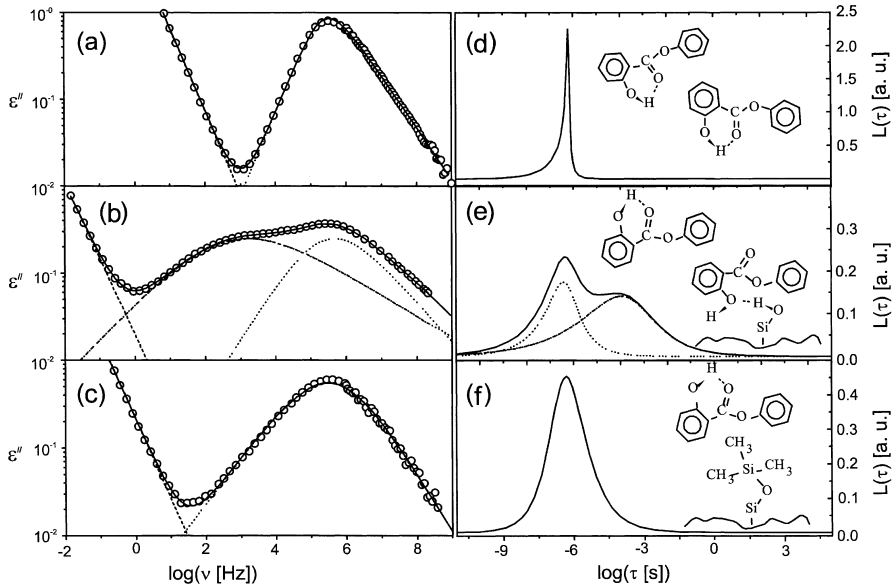 (a)
ε″
10⁻⁰
10⁻¹
10⁻²
(d)
O
C
O
O
H
O
C
O
O
H
L(τ) [a. u.]
2.5
2.0
1.5
1.0
0.5
(b)
ε″
10⁻¹
10⁻²
(e)
H
O
O
C
O
O
C
O
O
H
H
O
Si
L(τ) [a. u.]
0.3
0.2
0.1
0.0
(c)
ε″
10⁻¹
10⁻²
(f)
H
O
O
C
O
CH₃
Si
CH₃
CH₃
O
Si
L(τ) [a. u.]
0.4
0.3
0.2
0.1
0.0
-2 0 2 4 6 8
log(ν [Hz])
-9 -6 -3 0 3
log(τ [s])